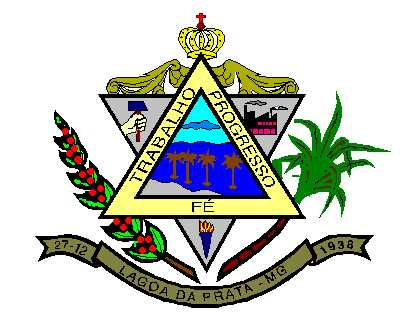 TRABALHO
PROGRESSO
FÉ
27-12
LAGOA DA PRATA - MG
1938